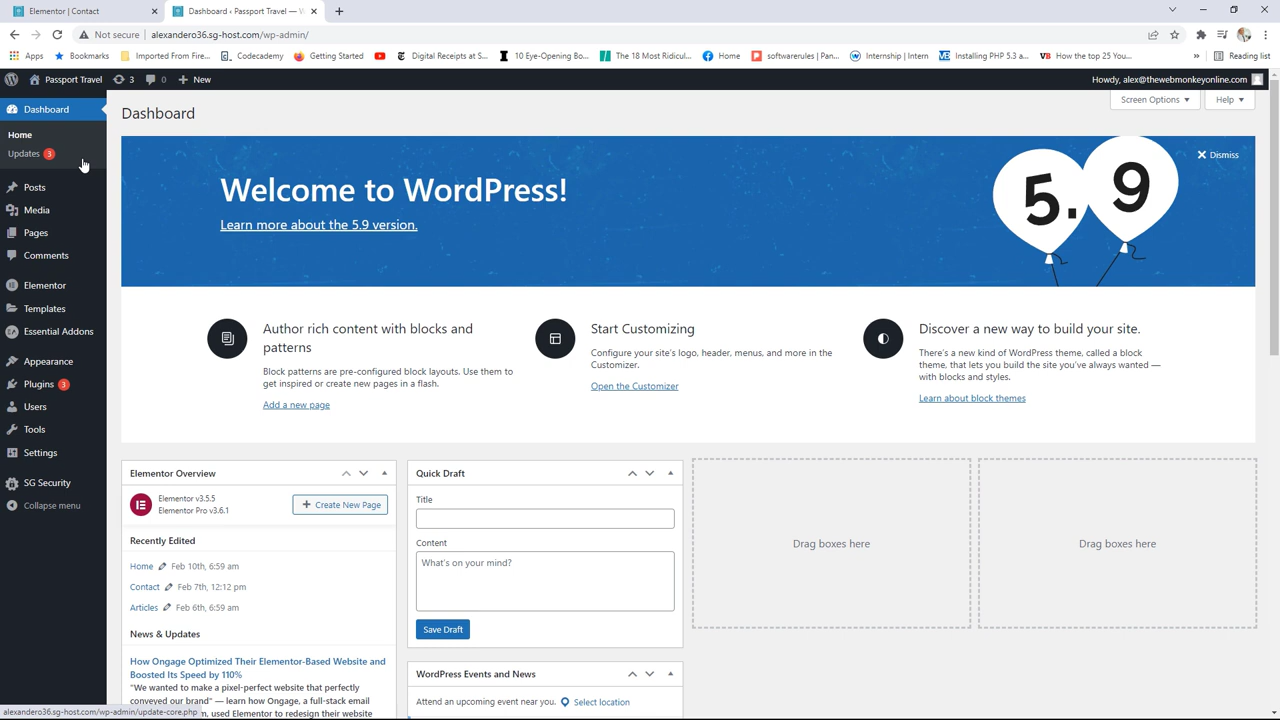 Elementor | Contact
Dashboard ‹ Passport Travel — V
Not secure
alexandero36.sg-host.com/wp-admin/
Apps
Bookmarks
Imported From Fire...
Codecademy
Getting Started
Digital Receipts at S...
10 Eye-Opening Bo...
The 18 Most Ridicul...
Home
softwarerules | Pan...
Internship | Intern
Installing PHP 5.3 a...
How the top 25 You...
»
Reading list
Passport Travel
3
0
New
Howdy, alex@thewebmonkeyonline.com
Dashboard
Home
Updates 3
Posts
Media
Pages
Comments
Elementor
Templates
Essential Addons
Appearance
Plugins 3
Users
Tools
Settings
SG Security
Collapse menu
Screen Options
Help
Dashboard
Welcome to WordPress!
Learn more about the 5.9 version.
5.9
Dismiss
Author rich content with blocks and
patterns
Block patterns are pre-configured block layouts. Use them to
get inspired or create new pages in a flash.
Add a new page
Start Customizing
Configure your site's logo, header, menus, and more in the
Customizer.
Open the Customizer
Discover a new way to build your site.
There's a new kind of WordPress theme, called a block
theme, that lets you build the site you've always wanted —
with blocks and styles.
Learn about block themes
Elementor Overview
Elementor v3.5.5
Elementor Pro v3.6.1
Create New Page
Recently Edited
Home Feb 10th, 6:59 am
Contact Feb 7th, 12:12 pm
Articles Feb 6th, 6:59 am
News & Updates
How Ongage Optimized Their Elementor-Based Website and
Boosted Its Speed by 110%
"We wanted to make a pixel-perfect website that perfectly
conveyed our brand" — learn how Ongage, a full-stack email
m, used Elementor to redesign their website
Quick Draft
Title
Content
What's on your mind?
Save Draft
WordPress Events and News
Attend an upcoming event near you.
Select location
Drag boxes here
Drag boxes here
alexandero36.sg-host.com/wp-admin/update-core.php